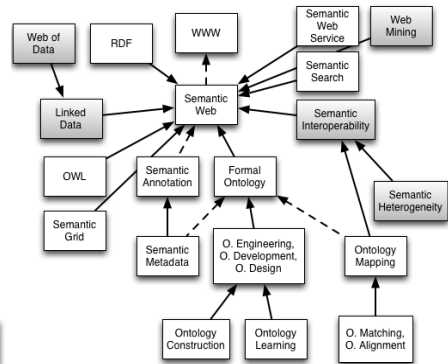 Web of
Data
RDF
WWW
Semantic
Web
Service
Web
Mining
Semantic
Search
Linked
Data
Semantic
Web
Semantic
Interoperability
OWL
Semantic
Annotation
Formal
Ontology
Semantic
Heterogeneity
Semantic
Grid
Semantic
Metadata
O. Engineering,
O. Development,
O. Design
Ontology
Mapping
Ontology
Construction
Ontology
Learning
O. Matching,
O. Alignment